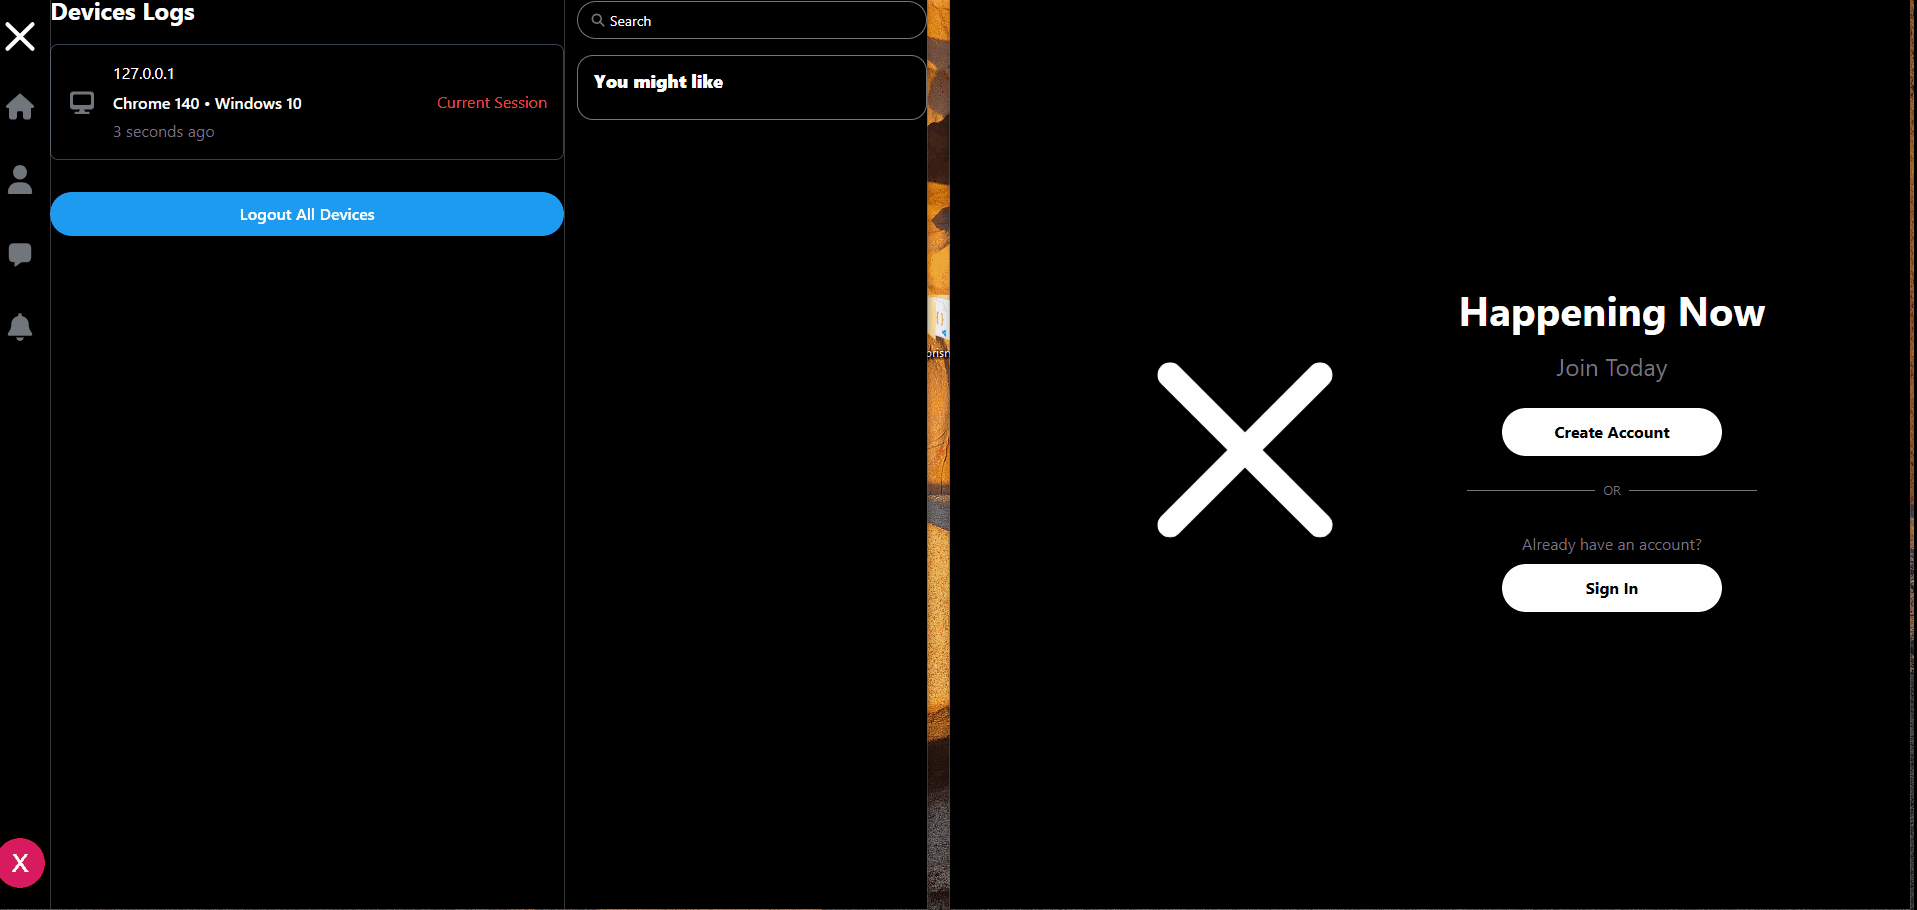 Devices Logs
127.0.0.1
Chrome 140 • Windows 10
Current Session
3 seconds ago
Logout All Devices
Search
You might like
X
Happening Now
Join Today
Create Account
OR
Already have an account?
Sign In